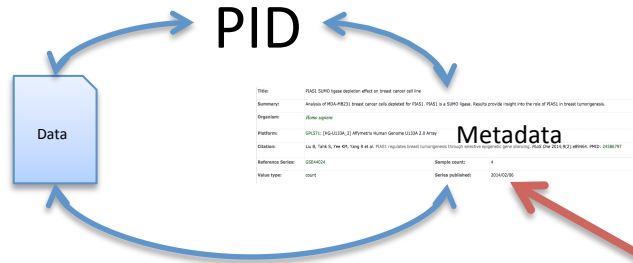 PID
Data
Metadata
Title: PIAS1 SUMO ligase depletion effect on breast cancer cell line
Summary: Analysis of MDA-MB231 breast cancer cells depleted for PIAS1. PIAS1 is a SUMO ligase. Results provide insight into the role of PIAS1 in breast tumorigenesis.
Organism: Homo sapiens
Platform: GPL571: [HG-U133A_2] Affymetrix Human Genome U133A 2.0 Array
Citation: Liu B, Tahk S, Yee KM, Yang R et al. PIAS1 regulates breast tumorigenesis through selective epigenetic gene silencing. PLoS One 2014;9(2):e89464. PMID: 24586797
Reference Series: GSE44024 Sample count: 4
Value type: count Series published: 2014/02/06